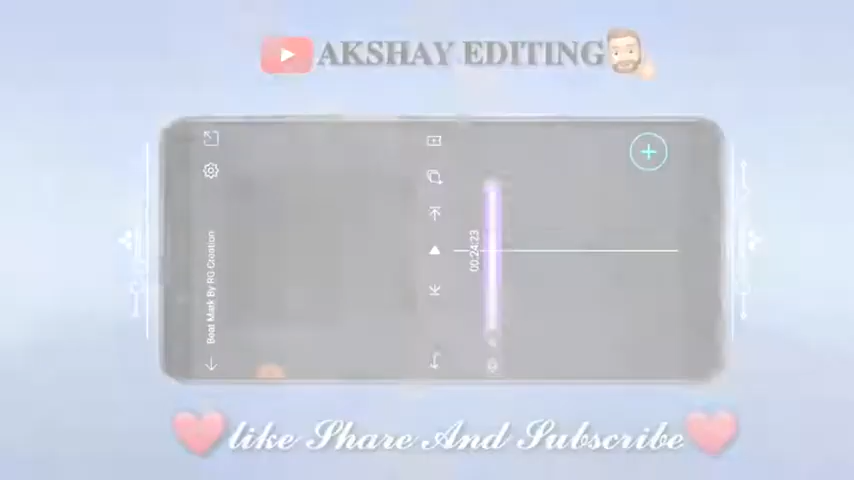 AKSHAY EDITING
Beat Mark By RG Creation
00:24:23
like Share And Subscribe